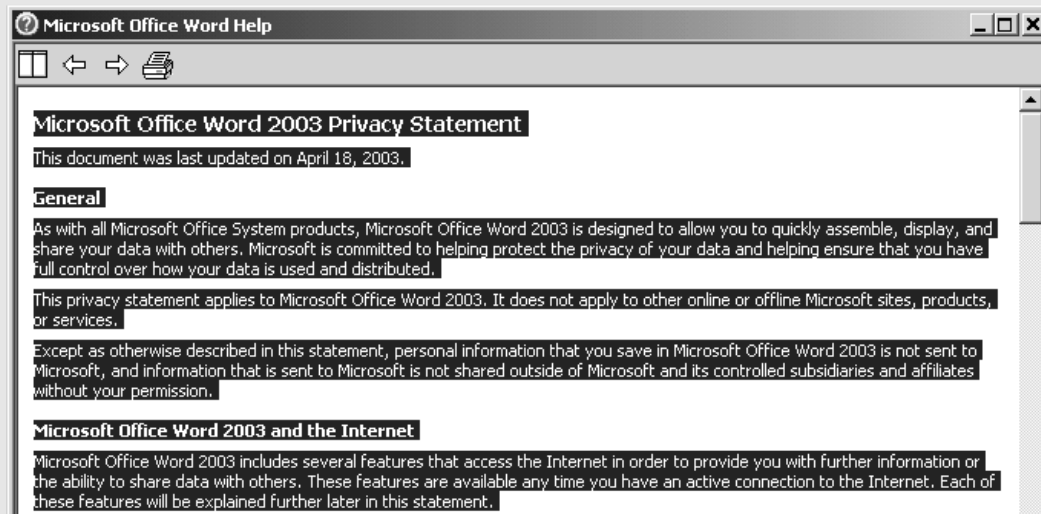 Microsoft Office Word Help
Microsoft Office Word 2003 Privacy Statement
This document was last updated on April 18, 2003.
General
As with all Microsoft Office System products, Microsoft Office Word 2003 is designed to allow you to quickly assemble, display, and
share your data with others. Microsoft is committed to helping protect the privacy of your data and helping ensure that you have
full control over how your data is used and distributed.
This privacy statement applies to Microsoft Office Word 2003. It does not apply to other online or offline Microsoft sites, products,
or services.
Except as otherwise described in this statement, personal information that you save in Microsoft Office Word 2003 is not sent to
Microsoft, and information that is sent to Microsoft is not shared outside of Microsoft and its controlled subsidiaries and affiliates
without your permission.
Microsoft Office Word 2003 and the Internet
Microsoft Office Word 2003 includes several features that access the Internet in order to provide you with further information or
the ability to share data with others. These features are available any time you have an active connection to the Internet. Each of
these features will be explained further later in this statement.